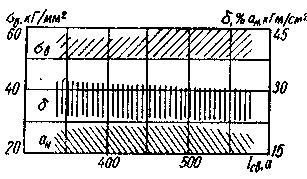 σв, кГ/мм²
δ, % aн, кГм/см²
60
45
σв
40
30
δ
aн
20
15
400
500
Iсв, а